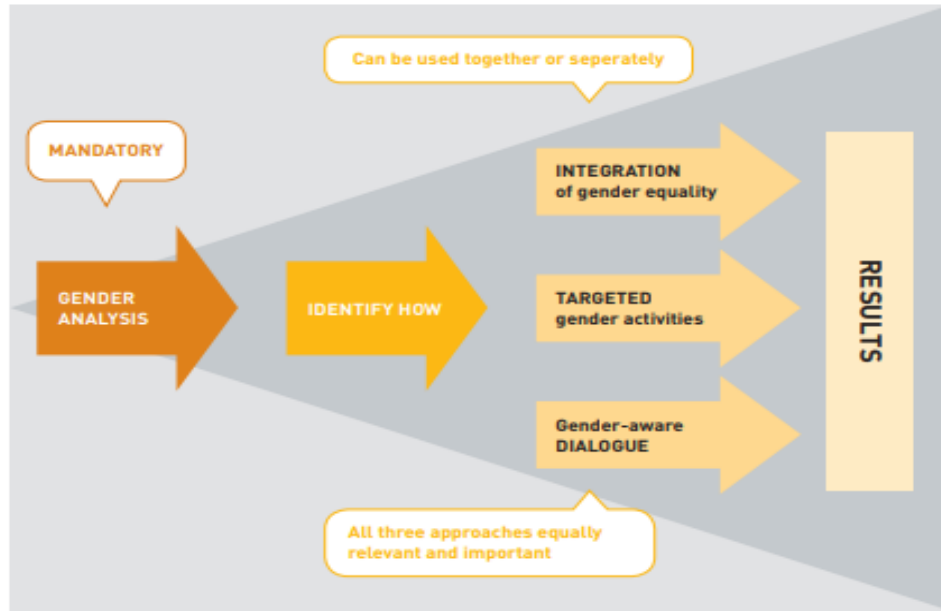 Can be used together or seperately
MANDATORY
GENDER
ANALYSIS
IDENTIFY HOW
INTEGRATION
of gender equality
TARGETED
gender activities
Gender-aware
DIALOGUE
RESULTS
All three approaches equally
relevant and important